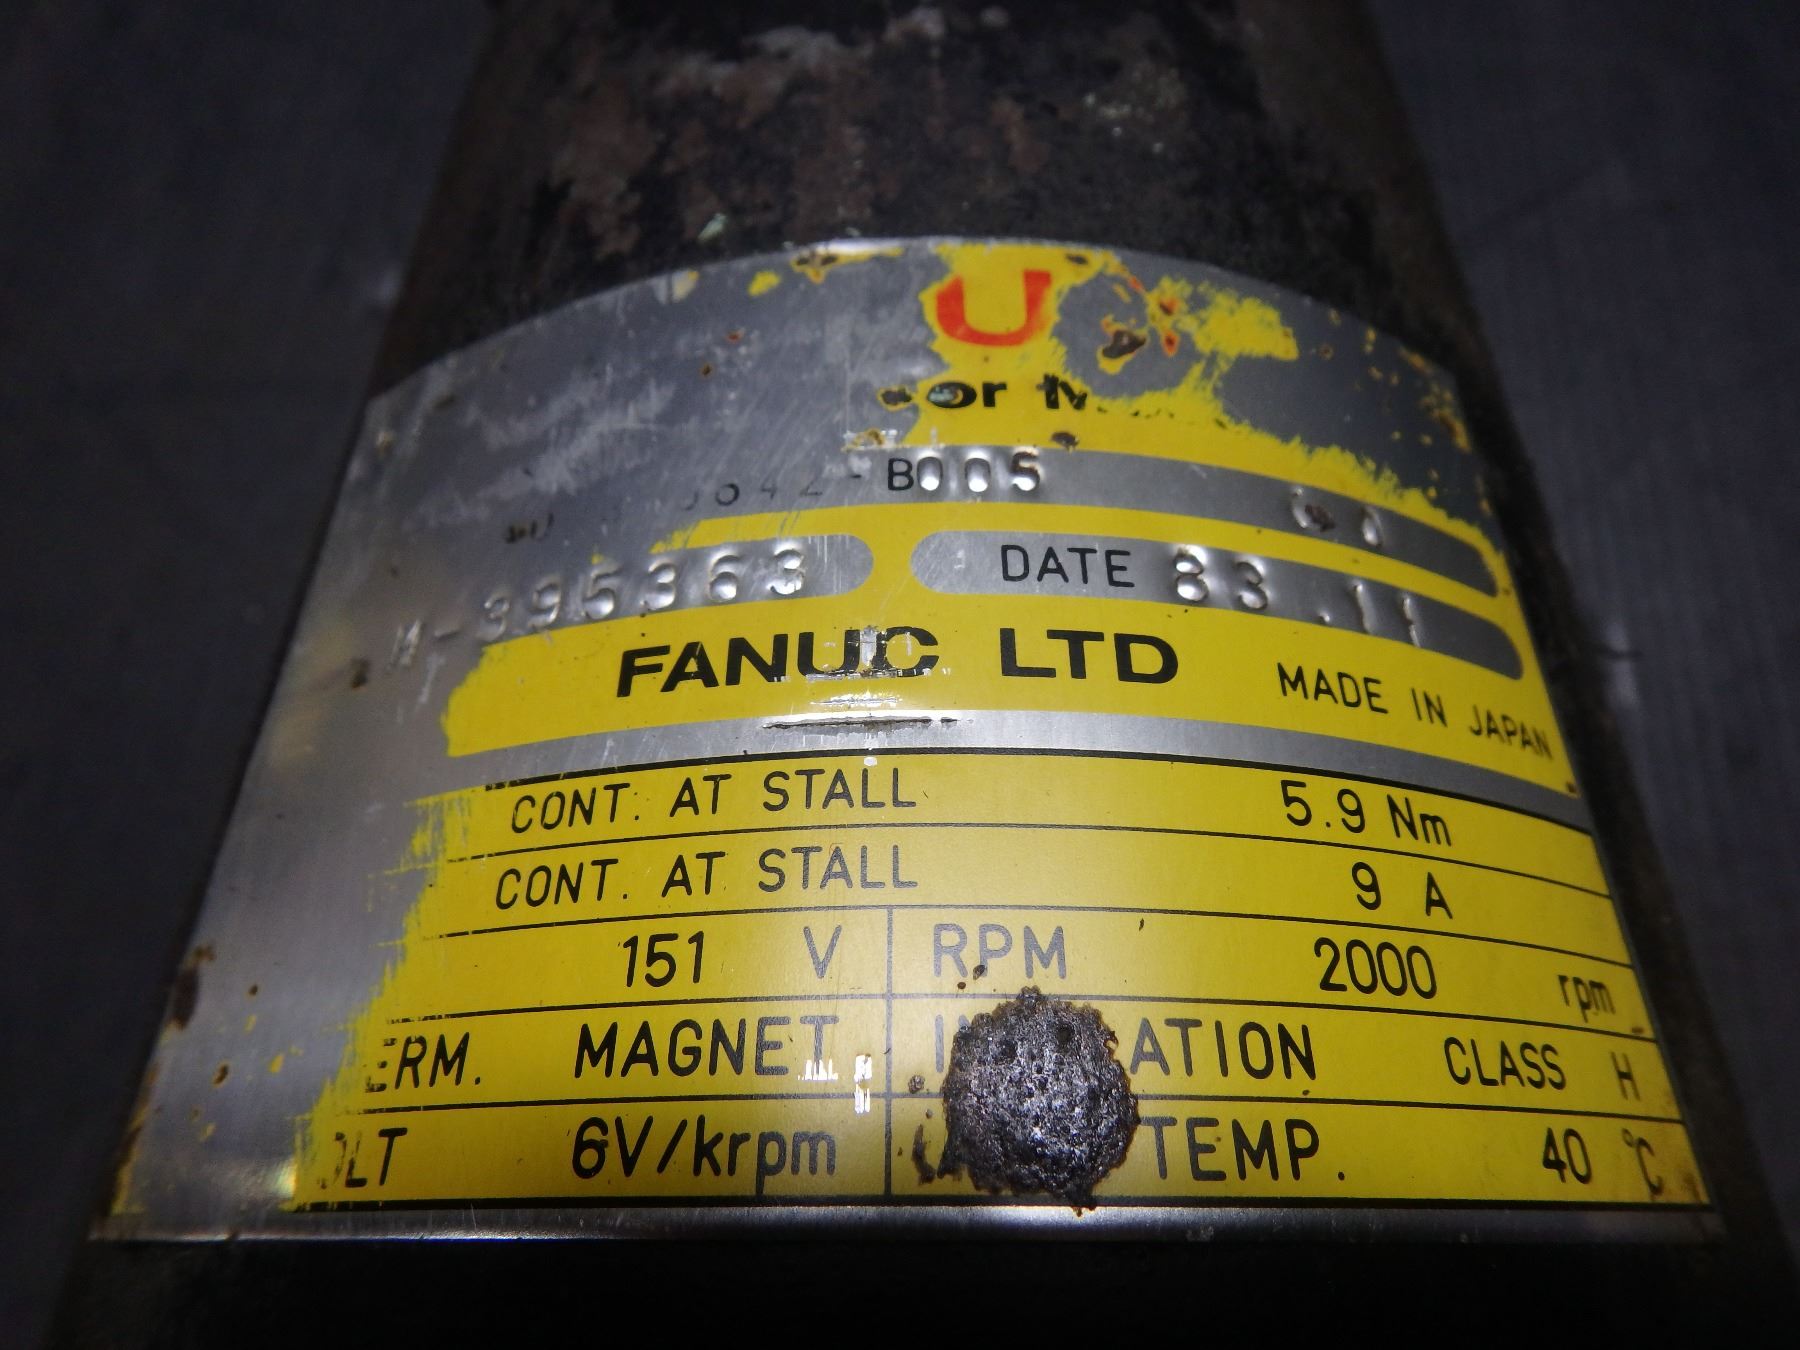 U
or M
0642-B005
M-395363 DATE 83.11
FANUC LTD MADE IN JAPAN
CONT. AT STALL 5.9 Nm
CONT. AT STALL 9 A
151 V RPM 2000 rpm
ERM. MAGNET ATION CLASS H
OLT 6V/krpm TEMP. 40 °C